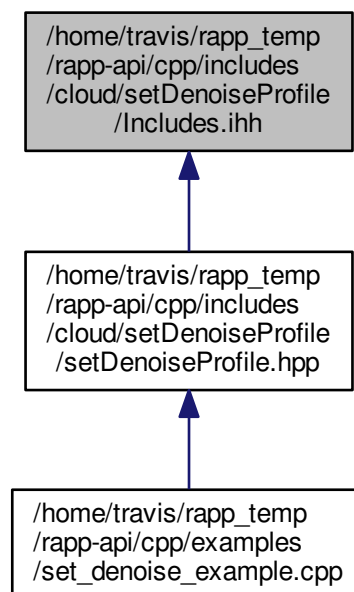 /home/travis/rapp_temp
/rapp-api/cpp/includes
/cloud/setDenoiseProfile
/Includes.ihh
/home/travis/rapp_temp
/rapp-api/cpp/includes
/cloud/setDenoiseProfile
/setDenoiseProfile.hpp
/home/travis/rapp_temp
/rapp-api/cpp/examples
/set_denoise_example.cpp